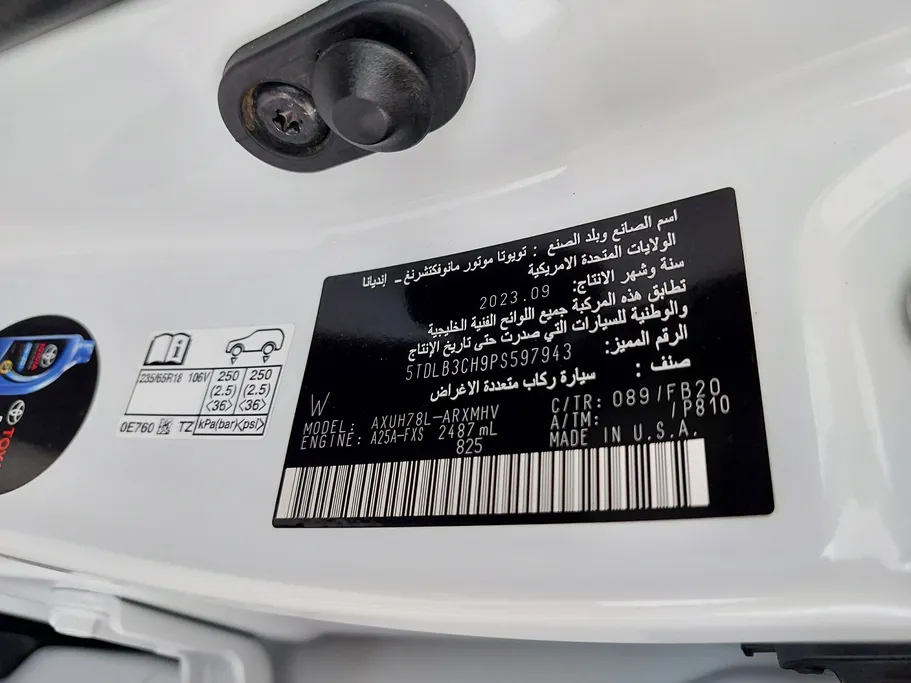 اسم الصانع وبلد الصنع : تويوتا موتور مانوفكتشرنغ - إنديانا
الولايات المتحدة الامريكية
سنة وشهر الإنتاج: 2023.09
تطابق هذه المركبة جميع اللوائح الفنية الخليجية
والوطنية للسيارات التي صدرت حتى تاريخ الإنتاج
الرقم المميز: 5TDLB3CH9PS597943
صنف : سيارة ركاب متعددة الاغراض
W
MODEL: AXUH78L-ARXMHV
C/TR: 089/FB20
ENGINE: A25A-FXS 2487mL
A/TM: /P810
825
MADE IN U.S.A.
235/65R18 106V
250 (2.5) <36>
250 (2.5) <36>
kPa(bar)<psi>
0E760 TZ
TOYO